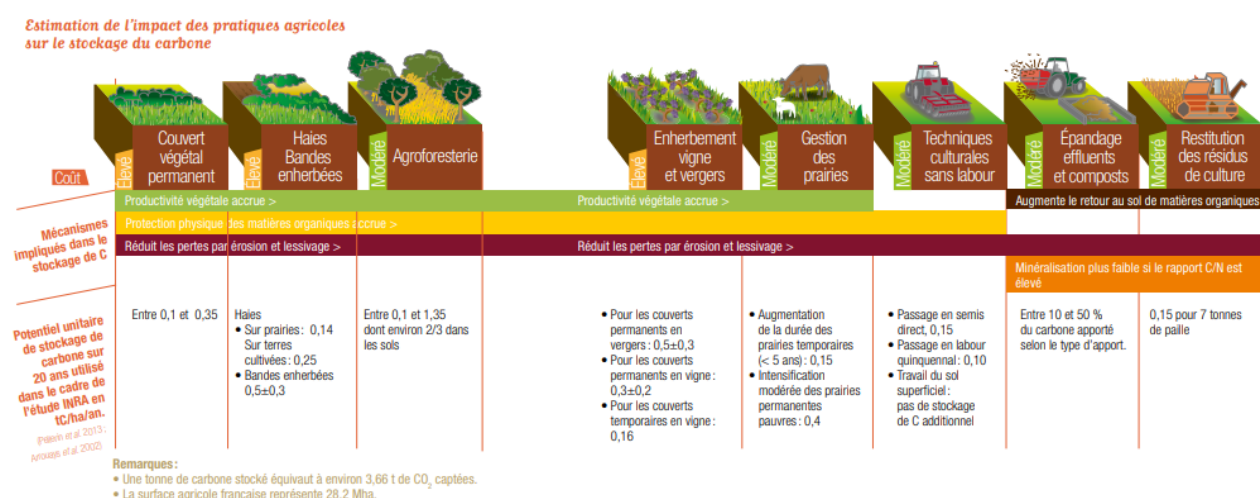 Estimation de l'impact des pratiques agricoles
sur le stockage du carbone
Coût
Élevé
Couvert
végétal
permanent
Élevé
Haies
Bandes
enherbées
Modéré
Agroforesterie
Élevé
Enherbement
vigne
et vergers
Modéré
Gestion
des
prairies
Modéré
Techniques
culturales
sans labour
Modéré
Épandage
effluents
et composts
Modéré
Restitution
des résidus
de culture
Mécanismes
impliqués dans le
stockage de C
Productivité végétale accrue >
Productivité végétale accrue >
Augmente le retour au sol de matières organiques
Protection physique des matières organiques accrue >
Réduit les pertes par érosion et lessivage >
Réduit les pertes par érosion et lessivage >
Minéralisation plus faible si le rapport C/N est
élevé
Potentiel unitaire
de stockage de
carbone sur
20 ans utilisé
dans le cadre de
l'étude INRA en
tC/ha/an.
(Pellerin et al. 2013 ;
Arrouays et al. 2002)
Entre 0,1 et 0,35
Haies
• Sur prairies : 0,14
Sur terres
cultivées : 0,25
• Bandes enherbées
0,5±0,3
Entre 0,1 et 1,35
dont environ 2/3 dans
les sols
• Pour les couverts
permanents en
vergers : 0,5±0,3
• Pour les couverts
permanents en vigne :
0,3±0,2
• Pour les couverts
temporaires en vigne :
0,16
• Augmentation
de la durée des
prairies temporaires
(< 5 ans) : 0,15
• Intensification
modérée des prairies
permanentes
pauvres : 0,4
• Passage en semis
direct, 0,15
• Passage en labour
quinquennal : 0,10
• Travail du sol
superficiel :
pas de stockage
de C additionnel
Entre 10 et 50 %
du carbone apporté
selon le type d'apport.
0,15 pour 7 tonnes
de paille
Remarques :
• Une tonne de carbone stocké équivaut à environ 3,66 t de CO₂ captées.
• La surface agricole française représente 28,2 Mha.